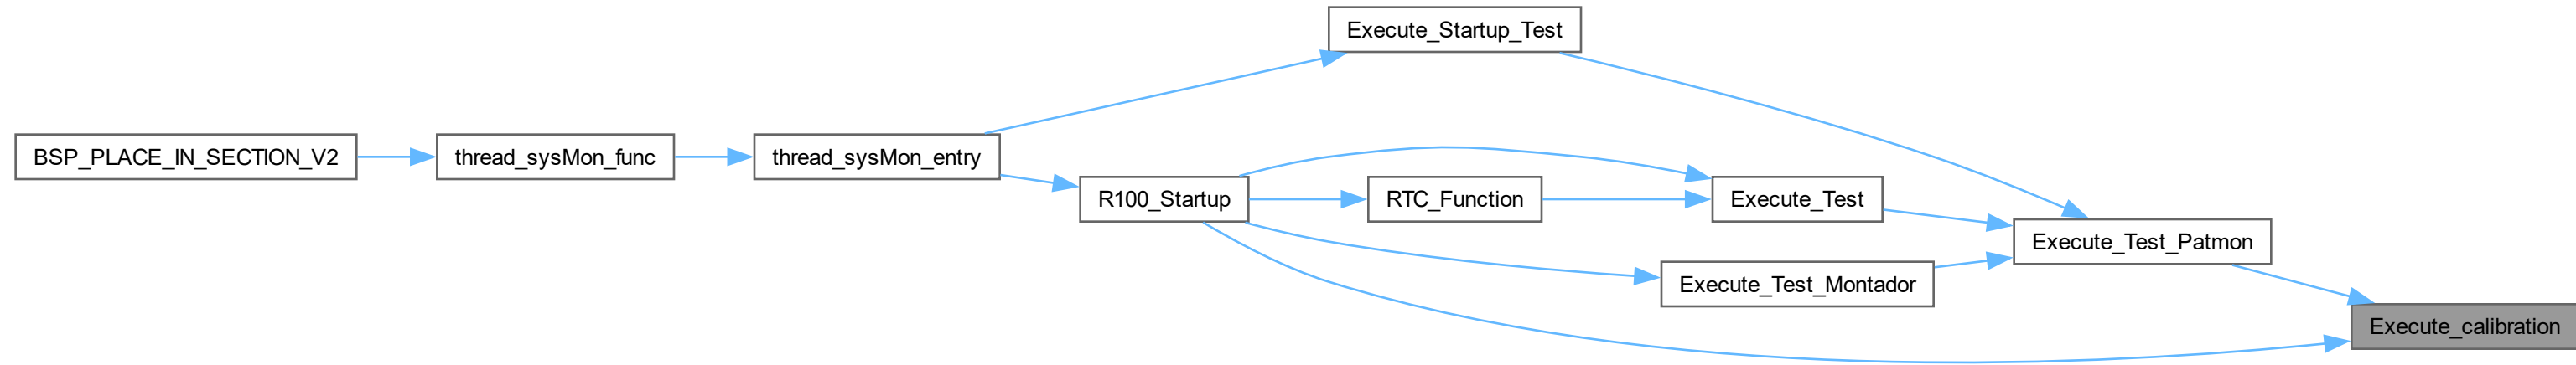 Execute_Startup_Test
BSP_PLACE_IN_SECTION_V2
thread_sysMon_func
thread_sysMon_entry
R100_Startup
RTC_Function
Execute_Test
Execute_Test_Patmon
Execute_Test_Montador
Execute_calibration